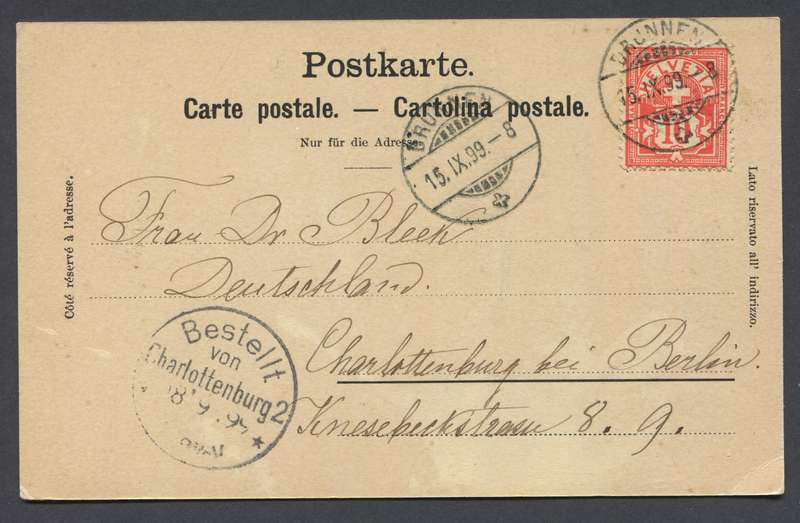 Postkarte.
Carte postale. — Cartolina postale.
Nur für die Adresse.
BRUNNEN
15.IX.99.–8
HELVETIA
10
BRUNNEN
15.IX.99.–8
Côté réservé à l'adresse.
Lato riservato all' indirizzo.
Frau Dr Bleek
Deutschland.
Charlottenburg bei Berlin.
Knesebeckstrasse 8. 9.
Bestellt
von
Charlottenburg 2